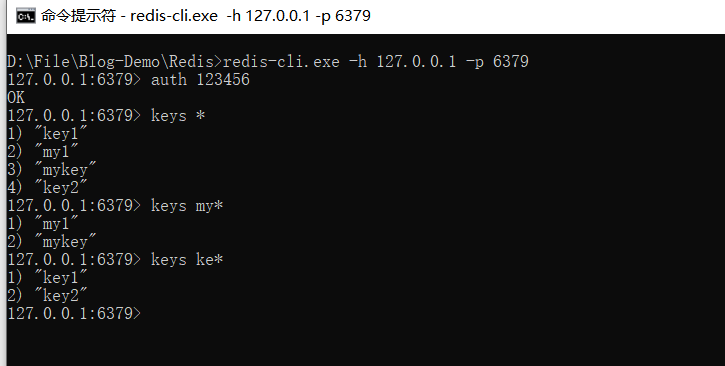 命令提示符 - redis-cli.exe -h 127.0.0.1 -p 6379
D:\File\Blog-Demo\Redis>redis-cli.exe -h 127.0.0.1 -p 6379
127.0.0.1:6379> auth 123456
OK
127.0.0.1:6379> keys *
1) "key1"
2) "my1"
3) "mykey"
4) "key2"
127.0.0.1:6379> keys my*
1) "my1"
2) "mykey"
127.0.0.1:6379> keys ke*
1) "key1"
2) "key2"
127.0.0.1:6379>